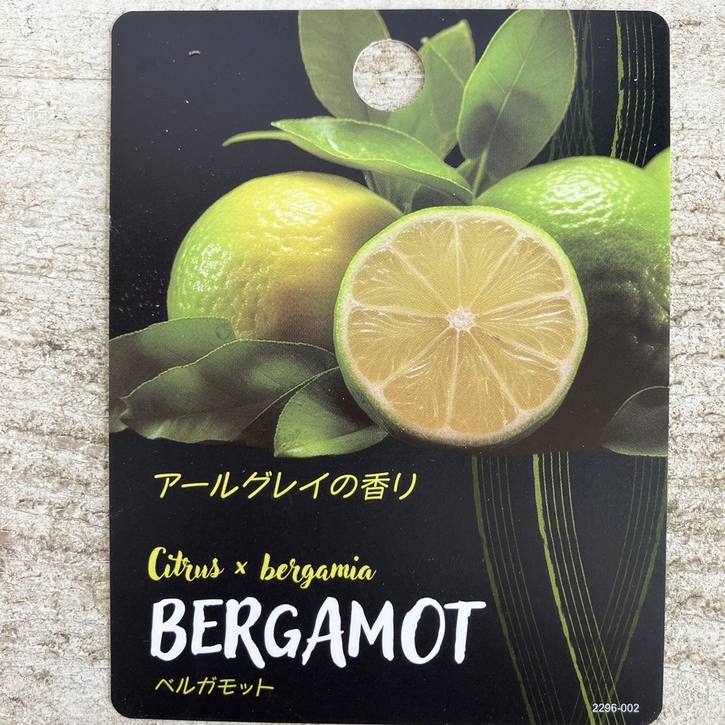 アールグレイの香り
Citrus × bergamia
BERGAMOT
ベルガモット
2296-002